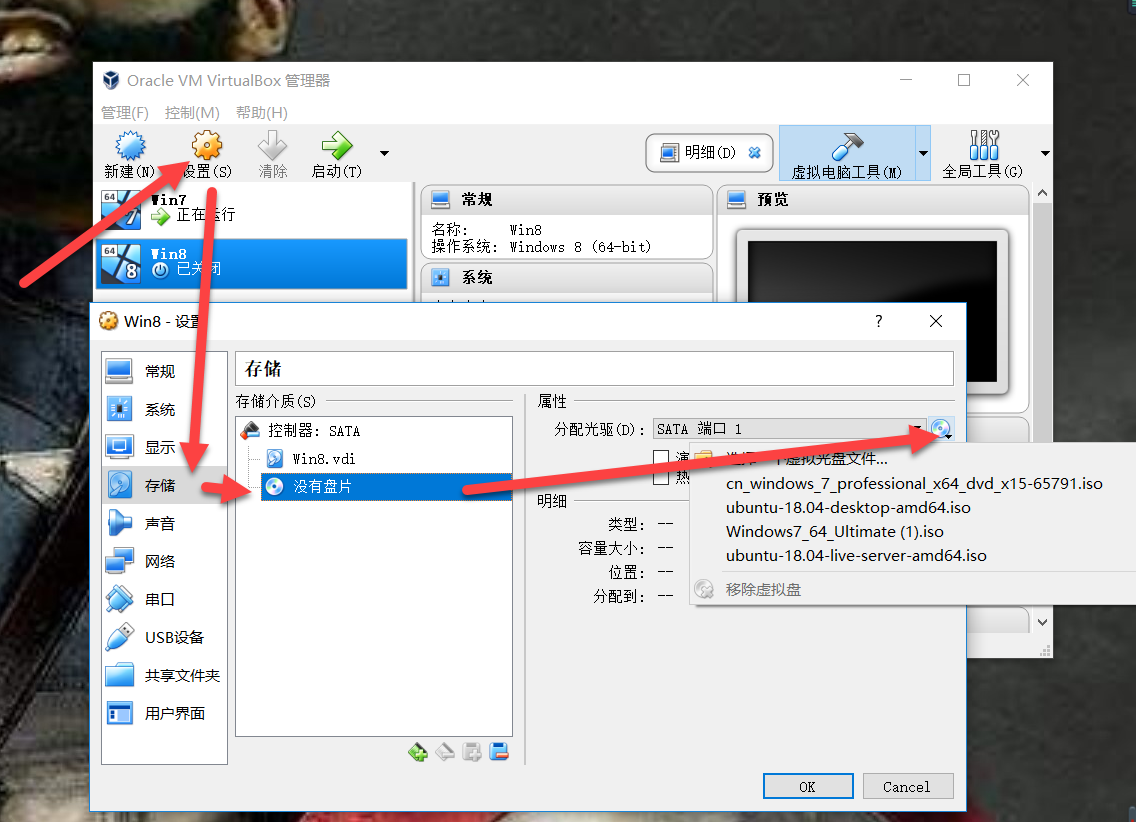 Oracle VM VirtualBox 管理器
管理(F) 控制(M) 帮助(H)
新建(N) 设置(S) 清除 启动(T) 明细(D) 虚拟电脑工具(M) 全局工具(G)
64 7 Win7
正在运行
64 8 Win8
已关闭
常规
名称: Win8
操作系统: Windows 8 (64-bit)
系统
预览
Win8 - 设置
?
常规
系统
显示
存储
声音
网络
串口
USB设备
共享文件夹
用户界面
存储
存储介质(S)
控制器: SATA
Win8.vdi
没有盘片
属性
分配光驱(D): SATA 端口 1
演
热
明细
类型: --
容量大小: --
位置: --
分配到: --
选择一个虚拟光盘文件...
cn_windows_7_professional_x64_dvd_x15-65791.iso
ubuntu-18.04-desktop-amd64.iso
Windows7_64_Ultimate (1).iso
ubuntu-18.04-live-server-amd64.iso
移除虚拟盘
OK Cancel